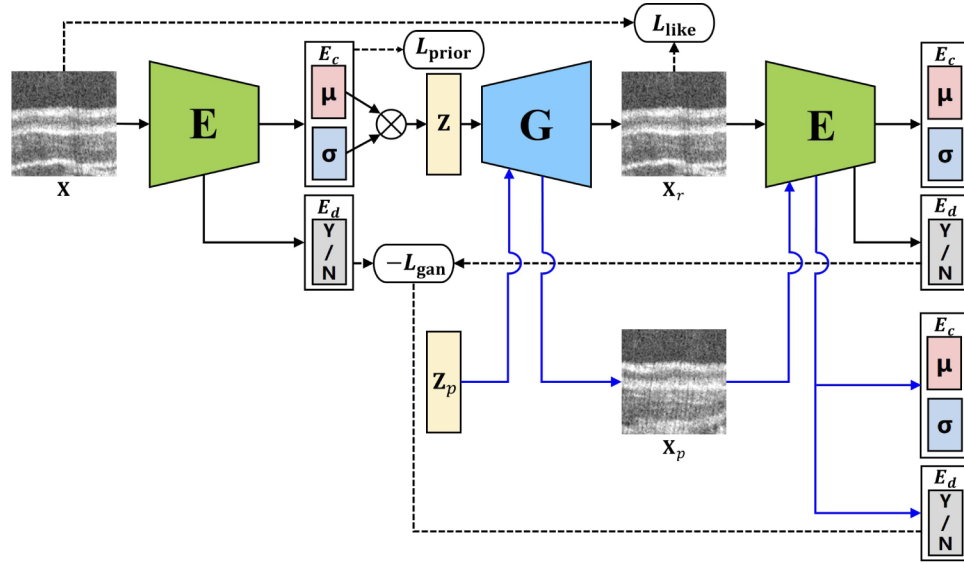 L_like
E_c
L_prior
E_c
μ
σ
μ
σ
E
Z
G
E
X
X_r
E_d
Y
/
N
E_d
Y
/
N
−L_gan
E_c
μ
σ
Z_p
X_p
E_d
Y
/
N